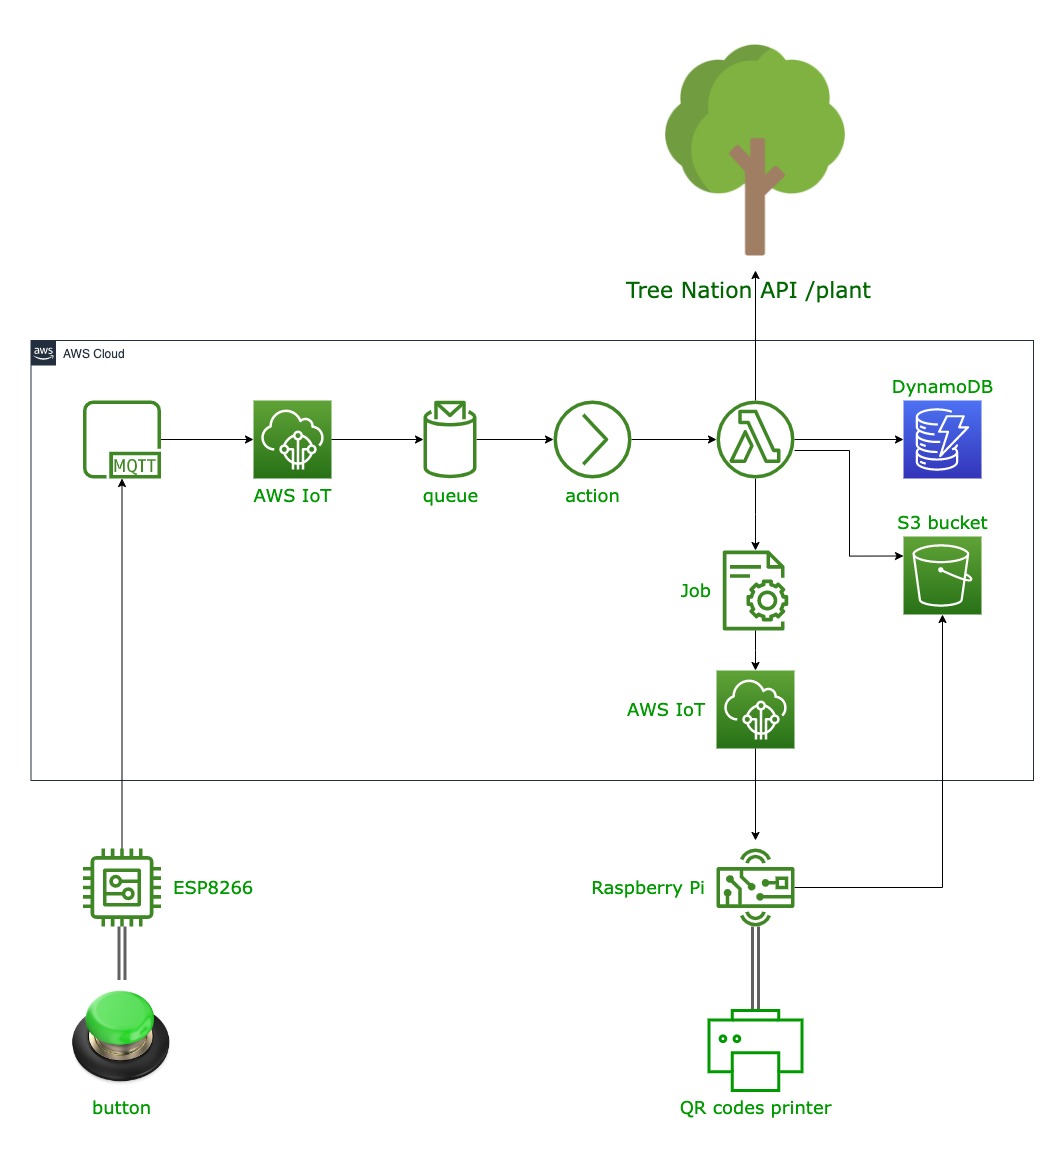 Tree Nation API /plant
aws
AWS Cloud
DynamoDB
MQTT
AWS IoT
queue
action
S3 bucket
Job
AWS IoT
ESP8266
Raspberry Pi
button
QR codes printer